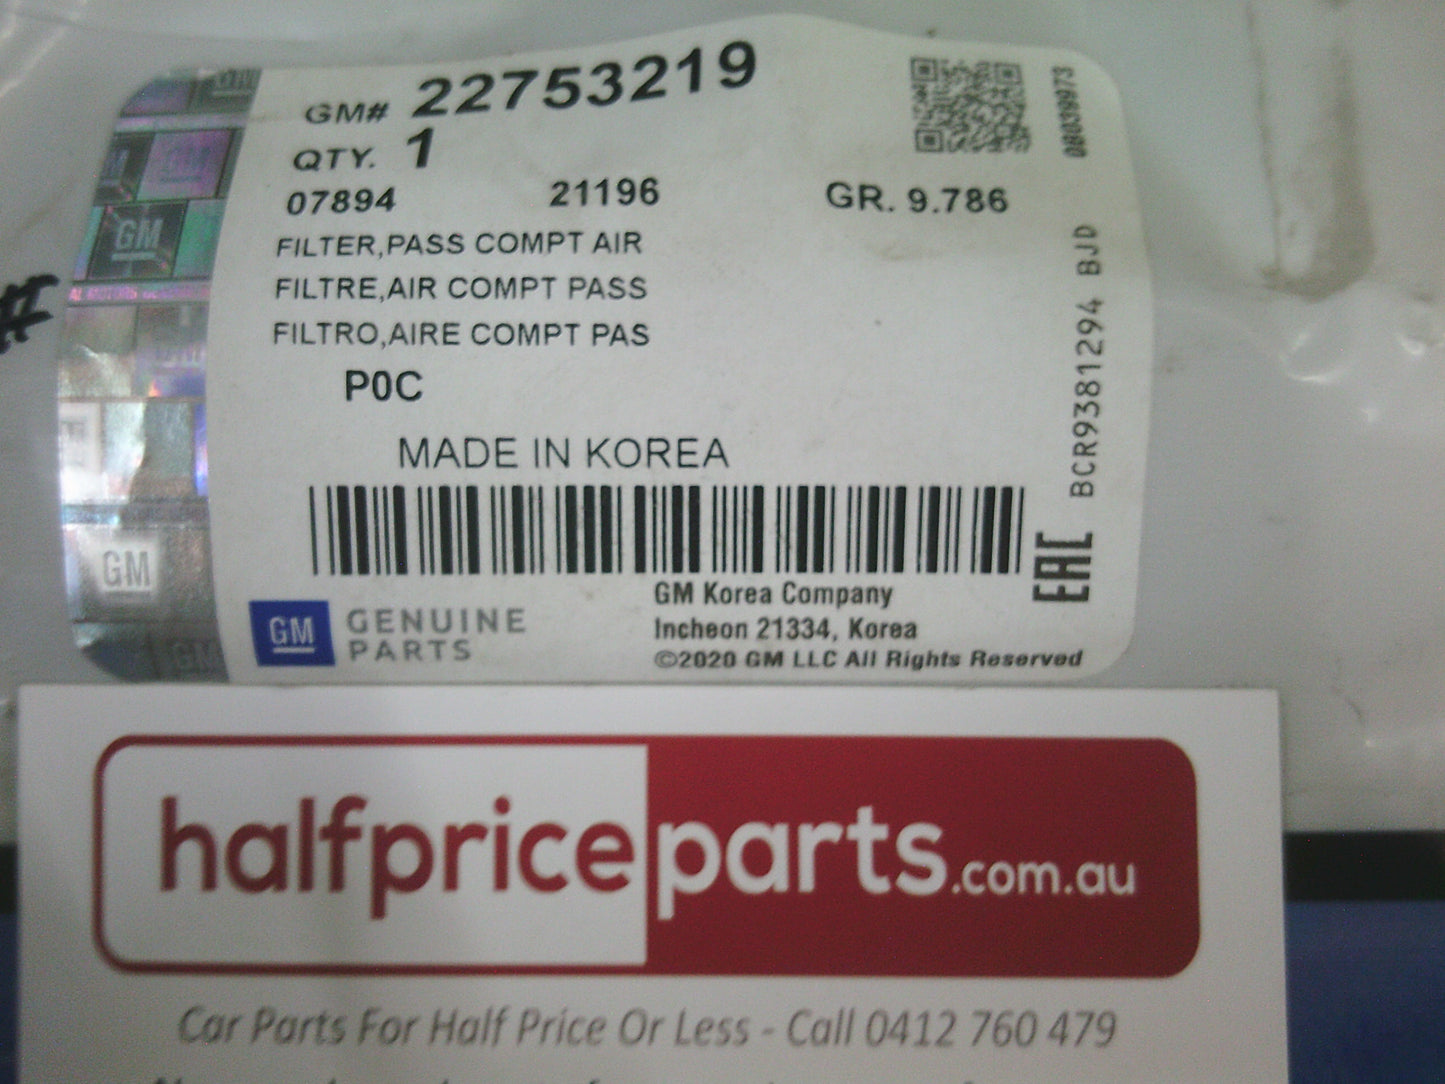 GM# 22753219
QTY. 1
07894 21196 GR. 9.786
FILTER,PASS COMPT AIR
FILTRE,AIR COMPT PASS
FILTRO,AIRE COMPT PAS
P0C
MADE IN KOREA
GM GENUINE
PARTS
GM Korea Company
Incheon 21334, Korea
©2020 GM LLC All Rights Reserved
BCR9381294 BJD
EAC
GM
GM
halfpriceparts.com.au
Car Parts For Half Price Or Less - Call 0412 760 479